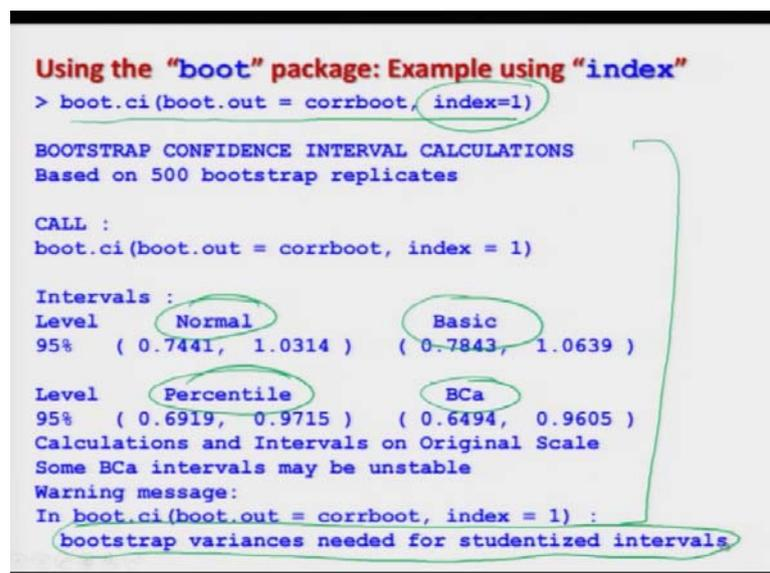 Using the "boot" package: Example using "index"
> boot.ci(boot.out = corrboot, index=1)
BOOTSTRAP CONFIDENCE INTERVAL CALCULATIONS
Based on 500 bootstrap replicates
CALL :
boot.ci(boot.out = corrboot, index = 1)
Intervals :
Level Normal Basic
95% ( 0.7441, 1.0314 ) ( 0.7843, 1.0639 )
Level Percentile BCa
95% ( 0.6919, 0.9715 ) ( 0.6494, 0.9605 )
Calculations and Intervals on Original Scale
Some BCa intervals may be unstable
Warning message:
In boot.ci(boot.out = corrboot, index = 1) :
bootstrap variances needed for studentized intervals